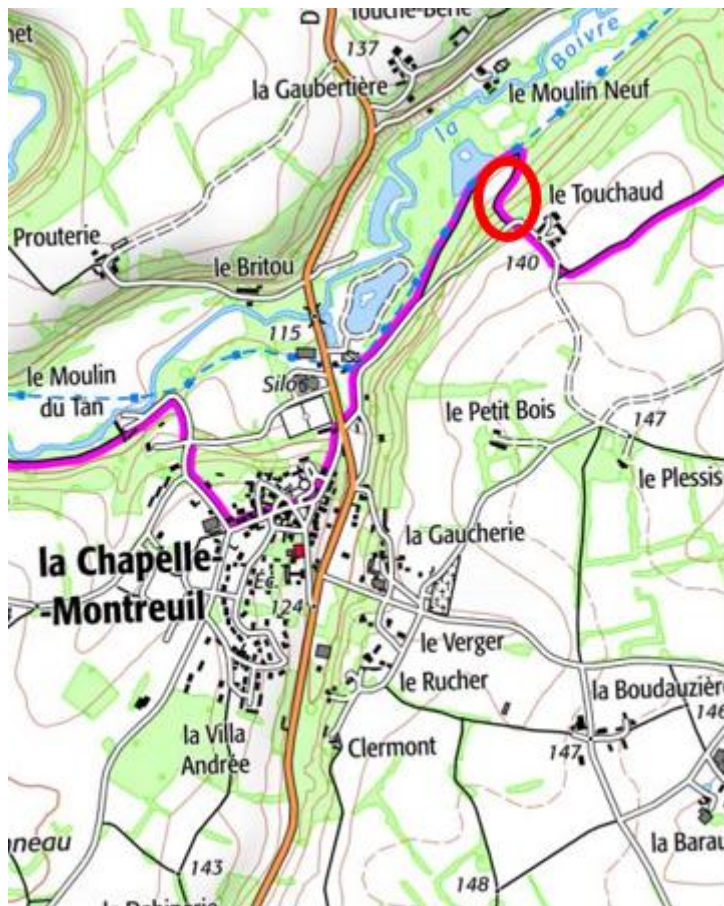 net
D
Touche-Berle
137
la Gaubertière
la Boivre
le Moulin Neuf
le Touchaud
Prouterie
le Britou
140
115
le Moulin
du Tan
Silos
le Petit Bois
147
le Plessis
la Gaucherie
la Chapelle
-Montreuil
Éc.
124
le Verger
le Rucher
la Boudauzière
146
la Villa
Andrée
Clermont
147
la Barau
nneau
143
148